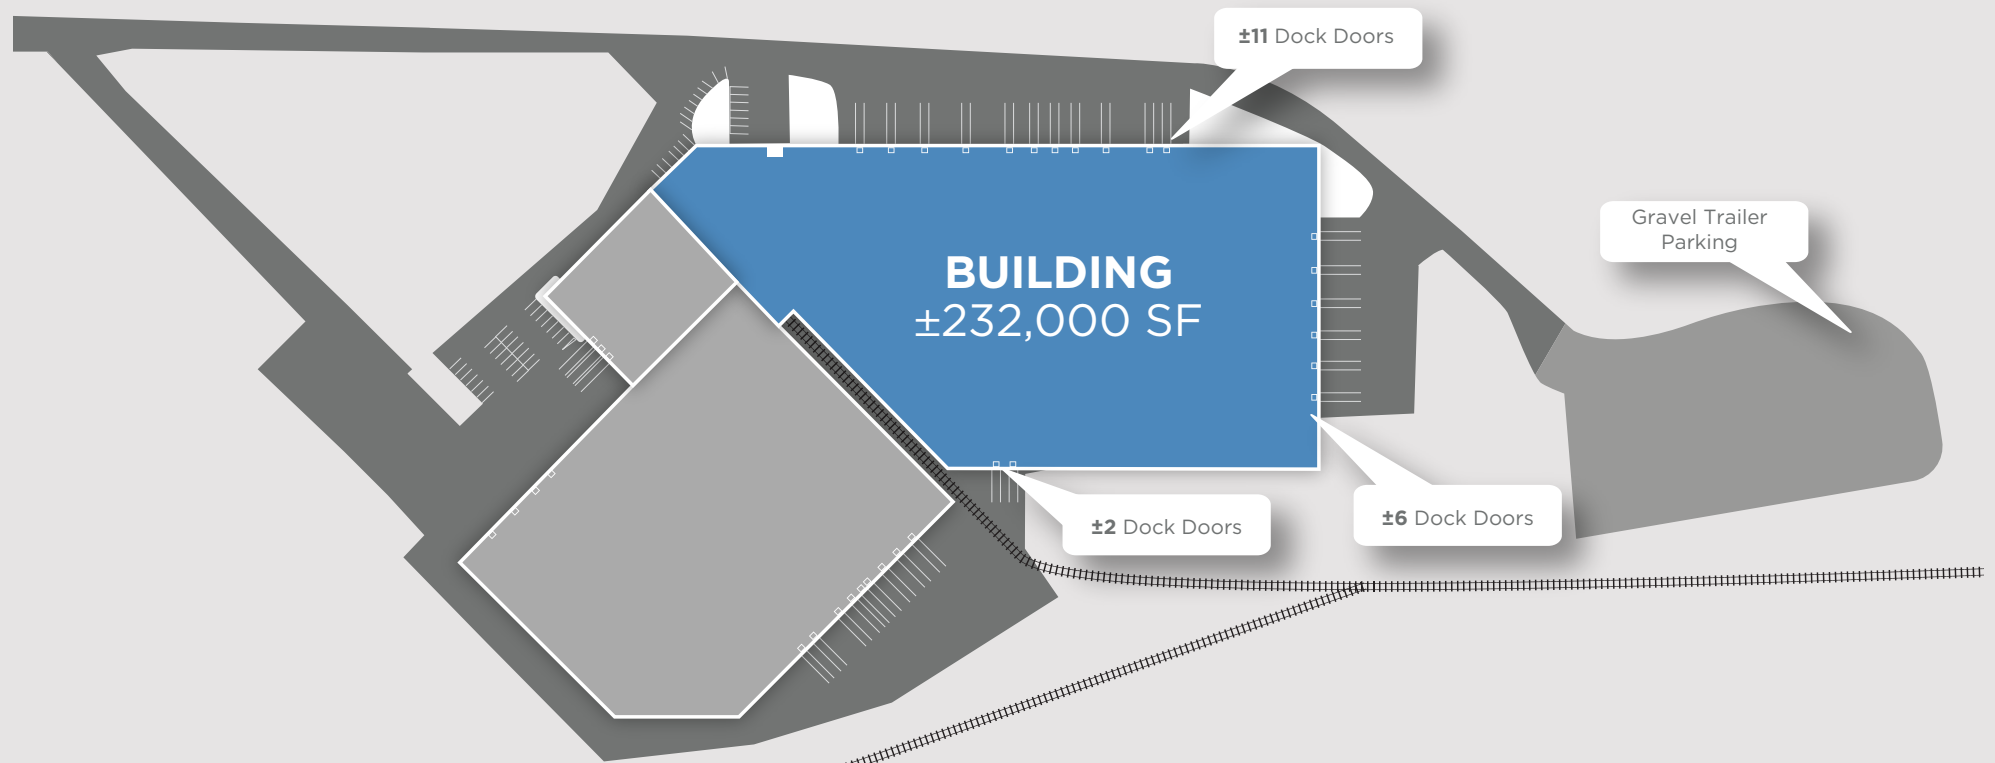 ±11 Dock Doors
Gravel Trailer
Parking
BUILDING
±232,000 SF
±2 Dock Doors
±6 Dock Doors